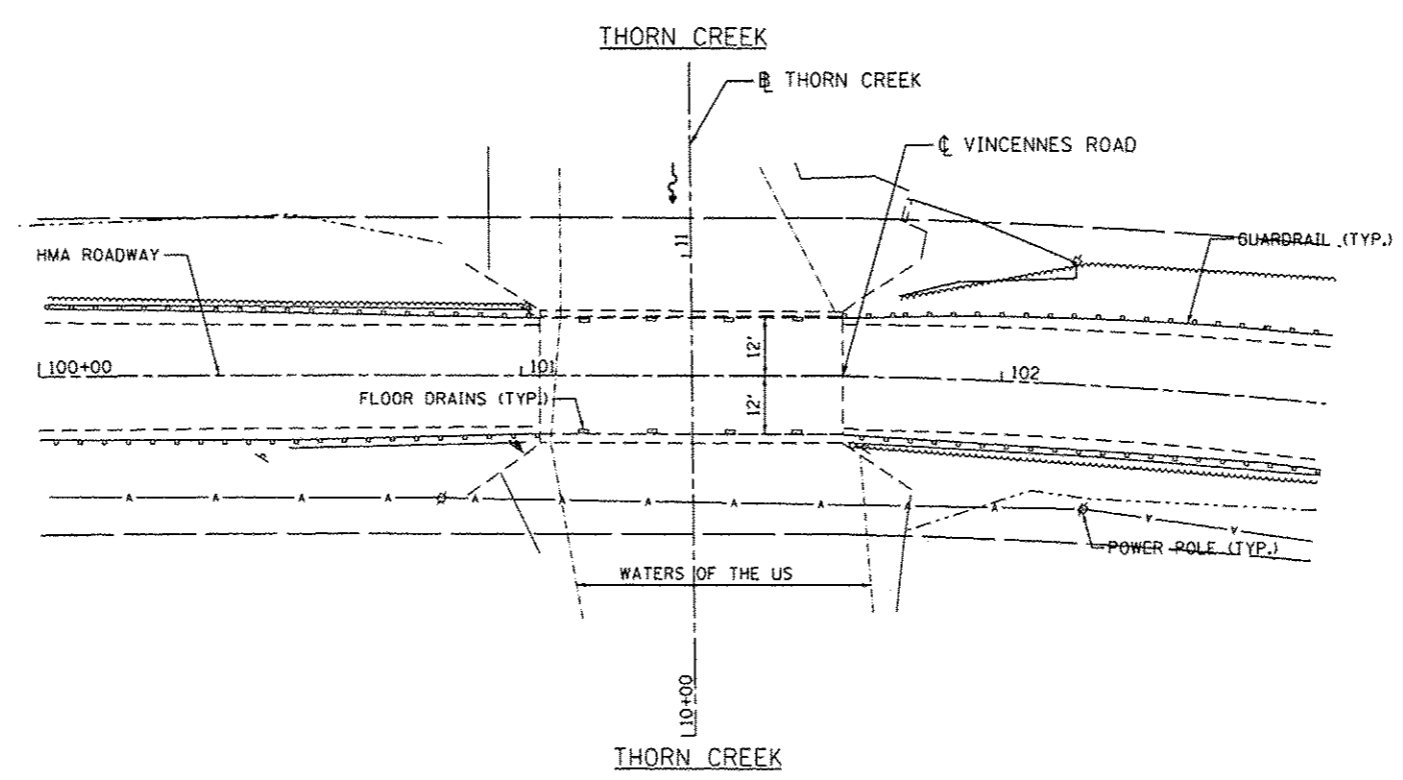 THORN CREEK
℄ THORN CREEK
℄ VINCENNES ROAD
11
HMA ROADWAY
GUARDRAIL (TYP.)
12'
100+00
101
102
12'
FLOOR DRAINS (TYP.)
A A A A A A A A A A A A A
POWER POLE (TYP.)
WATERS OF THE US
10+00
THORN CREEK